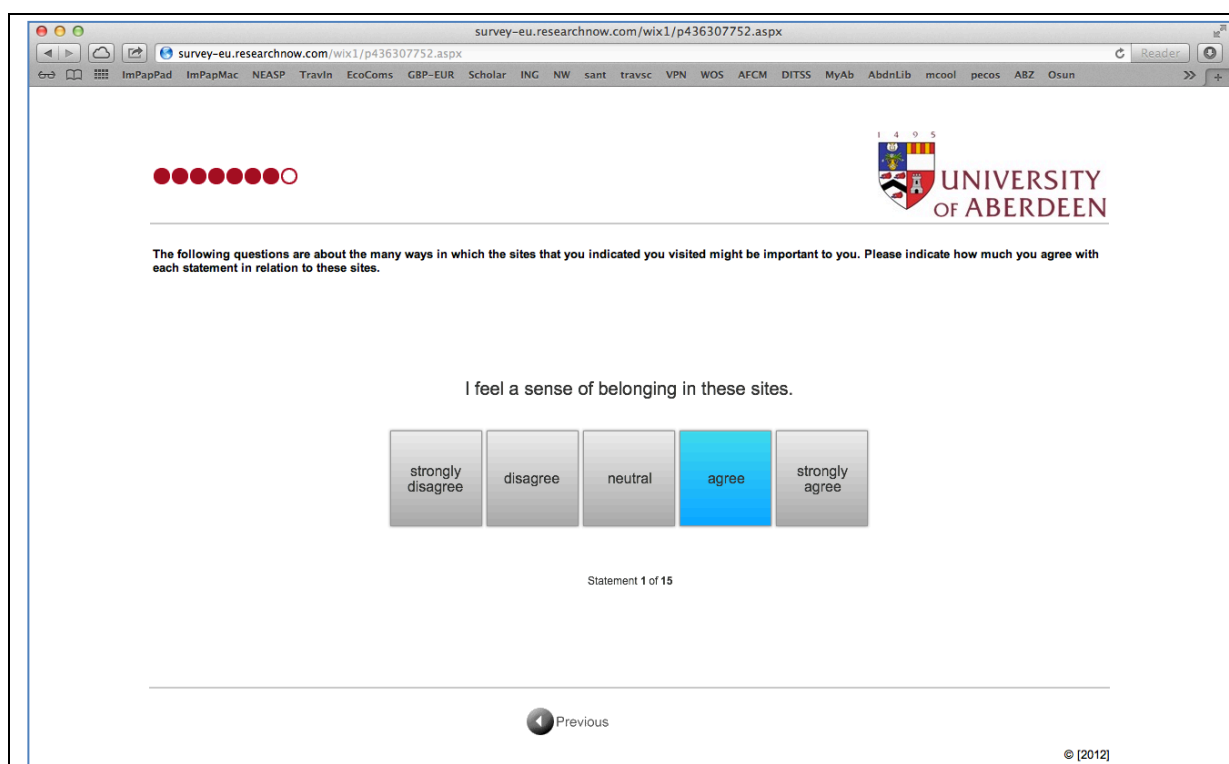 survey-eu.researchnow.com/wix1/p436307752.aspx
survey-eu.researchnow.com/wix1/p436307752.aspx Reader
ImPapPad ImPapMac NEASP TravIn EcoComs GBP-EUR Scholar ING NW sant travsc VPN WOS AFCM DITSS MyAb AbdnLib mcool pecos ABZ Osun
1 4 9 5
UNIVERSITY
OF ABERDEEN
The following questions are about the many ways in which the sites that you indicated you visited might be important to you. Please indicate how much you agree with
each statement in relation to these sites.
I feel a sense of belonging in these sites.
strongly
disagree
disagree
neutral
agree
strongly
agree
Statement 1 of 15
Previous
© [2012]